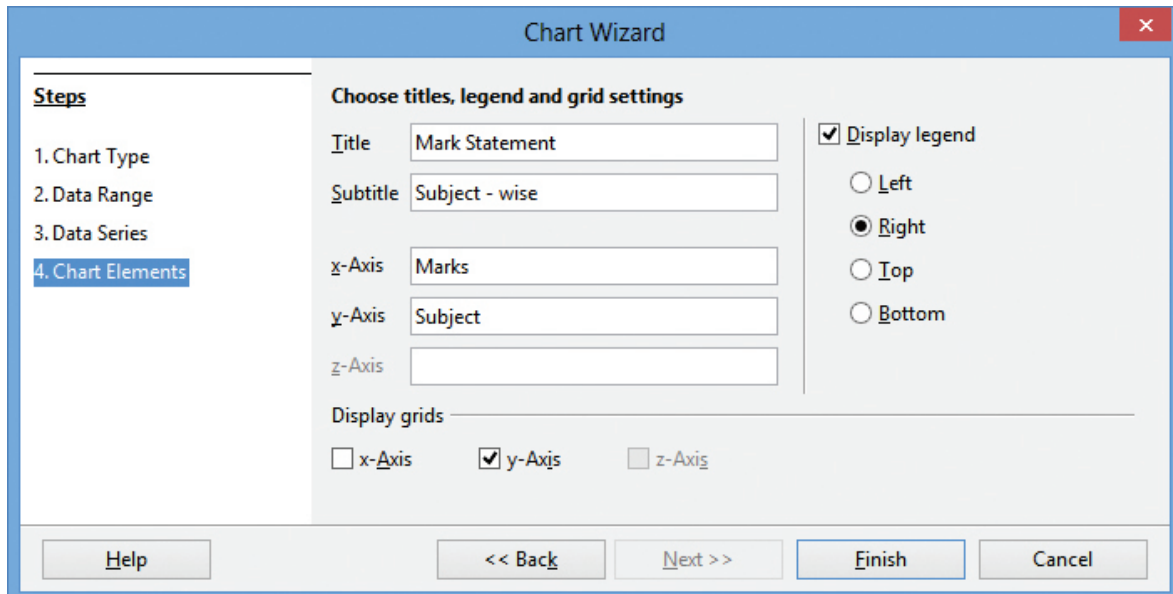 Chart Wizard
Steps
1. Chart Type
2. Data Range
3. Data Series
4. Chart Elements
Choose titles, legend and grid settings
Title Mark Statement
Subtitle Subject - wise
x-Axis Marks
y-Axis Subject
z-Axis
Display legend
Left
Right
Top
Bottom
Display grids
x-Axis y-Axis z-Axis
Help << Back Next >> Finish Cancel